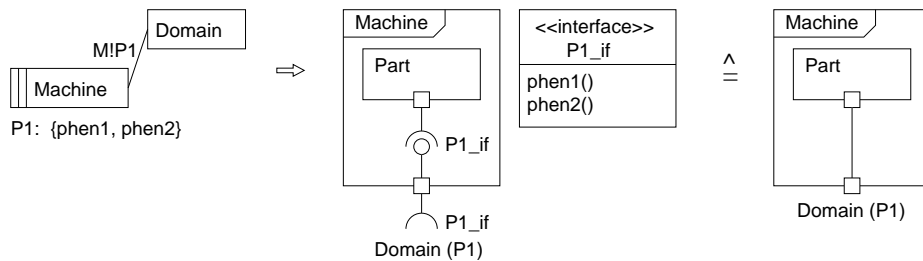 Domain
M!P1
Machine
P1: {phen1, phen2}
⇨
Machine
Part
P1_if
P1_if
Domain (P1)
<<interface>>
P1_if
phen1()
phen2()
≙
Machine
Part
Domain (P1)